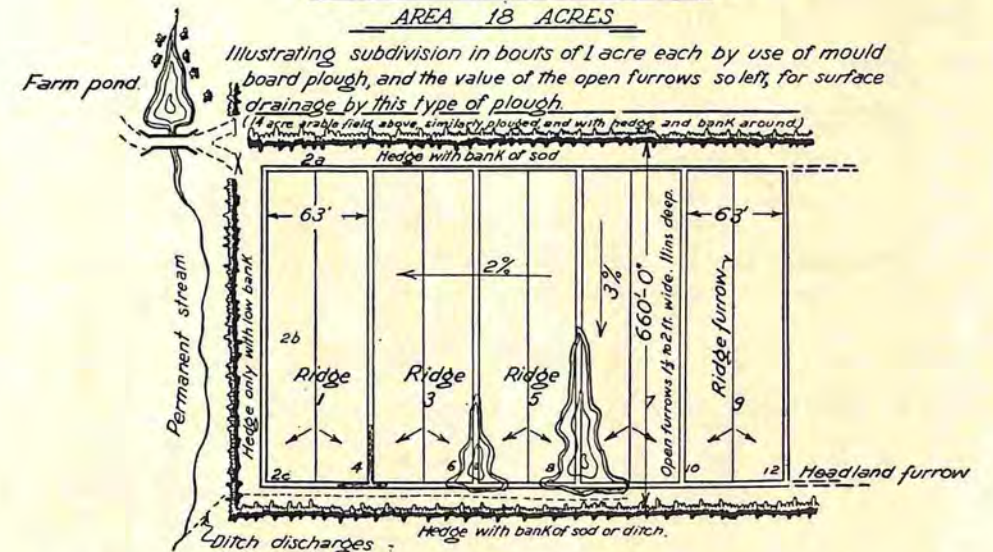 AREA 18 ACRES
Illustrating subdivision in bouts of 1 acre each by use of mould
board plough, and the value of the open furrows so left, for surface
drainage by this type of plough.
(14 acre arable field above, similarly plouged, and with hedge and bank around)
Farm pond.
Hedge with bank of sod
2a
63'
63'
2%
3%
660'-0"
Open furrows 1½ to 2 ft. wide. 11ins deep.
Ridge furrow
Permanent stream
Hedge only with low bank
2b
Ridge
1
Ridge
3
Ridge
5
7
9
2c
4
6
8
10
12
Headland furrow
Hedge with bank of sod or ditch.
Ditch discharges